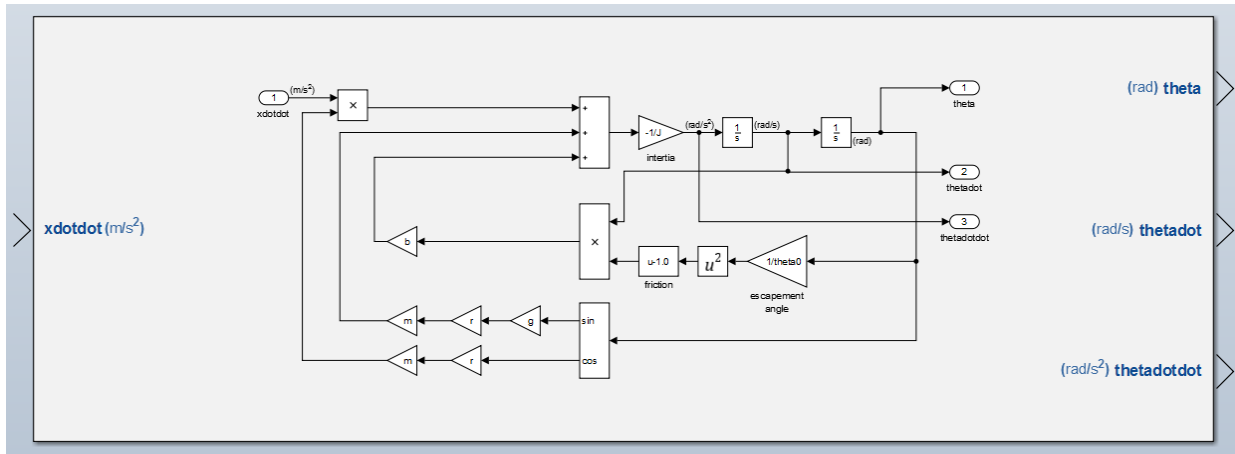 1
(m/s²)
xdotdot
×
+
+
+
-1/J
intertia
(rad/s²)
1
s
(rad/s)
1
s
(rad)
1
theta
2
thetadot
3
thetadotdot
b
×
u-1.0
friction
u²
1/theta0
escapement
angle
m
r
g
sin
m
r
cos
xdotdot (m/s²)
(rad) theta
(rad/s) thetadot
(rad/s²) thetadotdot